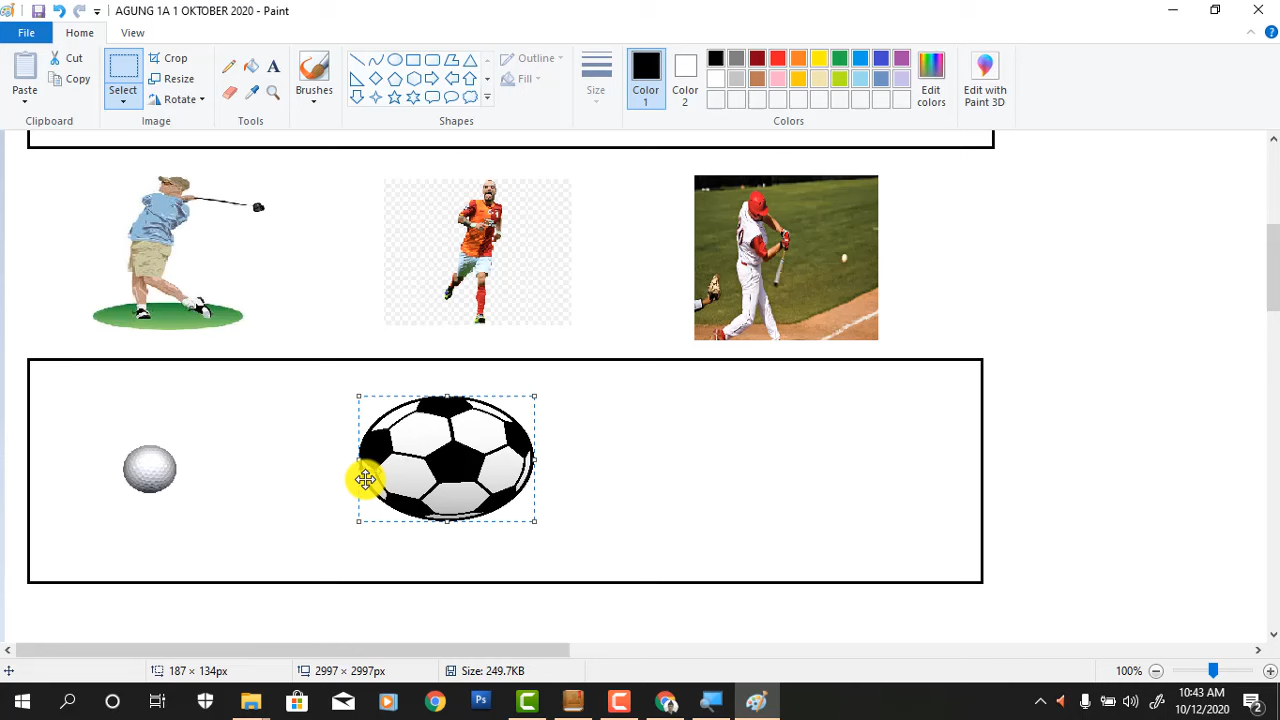 AGUNG 1A 1 OKTOBER 2020 - Paint
File Home View
Paste Cut Copy
Clipboard
Select Crop Resize Rotate
Image
A
Tools
Brushes
Outline Fill
Shapes
Size
Color 1
Color 2
Edit colors
Colors
Edit with Paint 3D
187 × 134px 2997 × 2997px Size: 249.7KB 100%
Ps
10:43 AM
10/12/2020
2